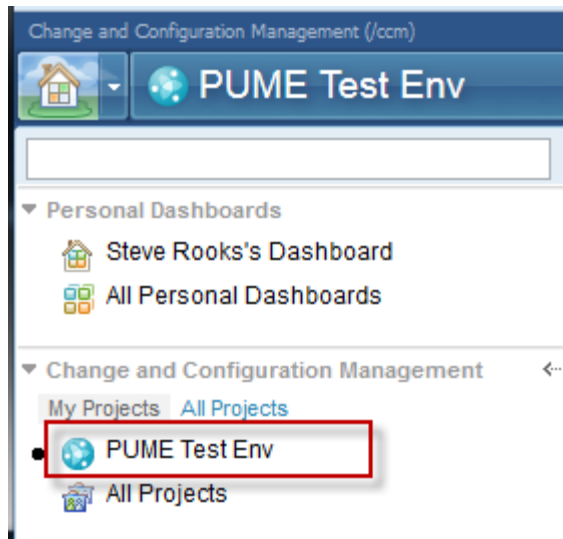 Change and Configuration Management (/ccm)
PUME Test Env
Personal Dashboards
Steve Rooks's Dashboard
All Personal Dashboards
Change and Configuration Management
My Projects All Projects
PUME Test Env
All Projects